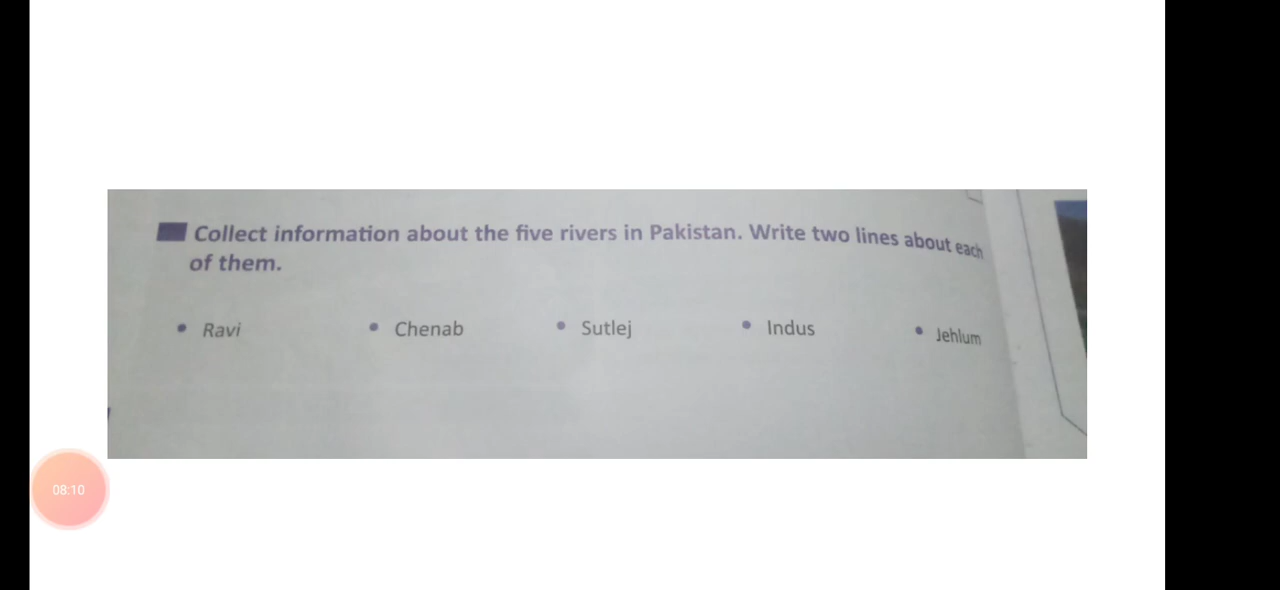 Collect information about the five rivers in Pakistan. Write two lines about each
of them.
• Ravi • Chenab • Sutlej • Indus • Jehlum
08:10